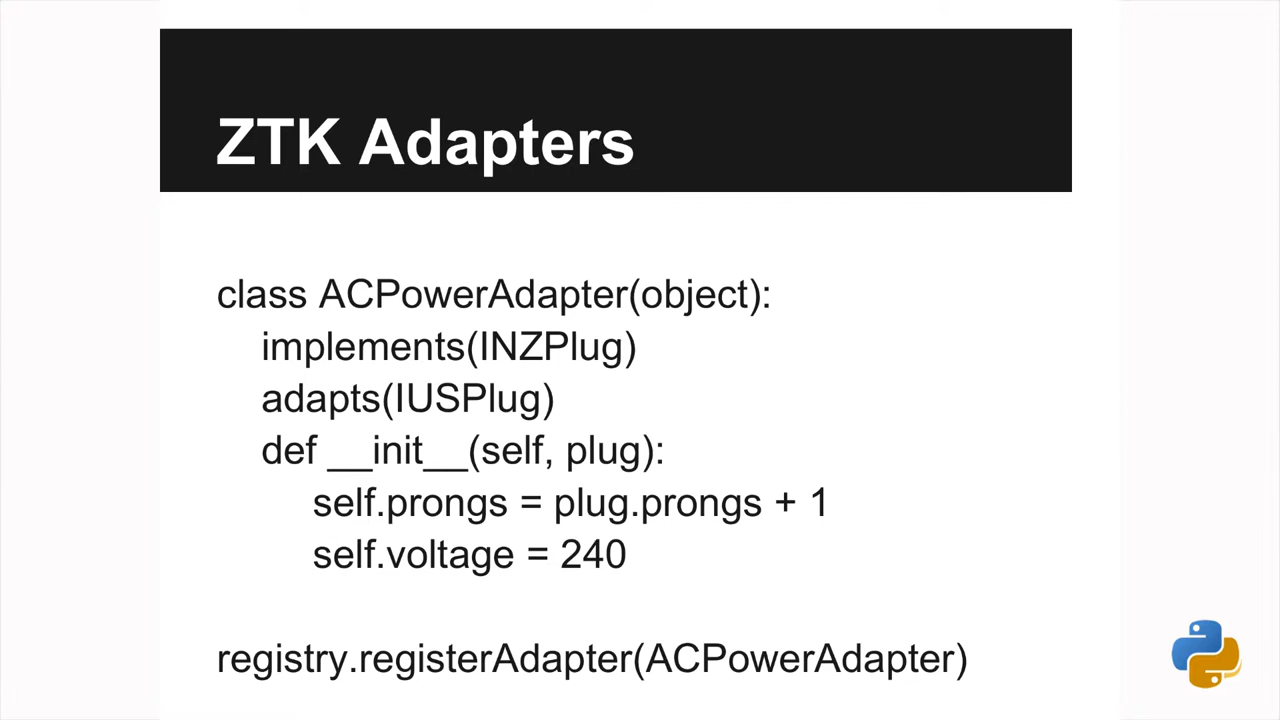 ZTK Adapters
class ACPowerAdapter(object):
implements(INZPlug)
adapts(IUSPlug)
def __init__(self, plug):
self.prongs = plug.prongs + 1
self.voltage = 240
registry.registerAdapter(ACPowerAdapter)